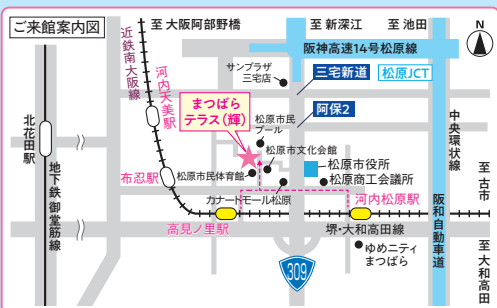 ご来館案内図
至 大阪阿部野橋
至 新深江
至 池田
N
近鉄南大阪線
阪神高速14号松原線
サンプラザ
三宅店
三宅新道
松原JCT
河内天美駅
まつばら
テラス(輝)
松原市民
プール
阿保2
中央環状線
北花田駅
松原市文化会館
松原市役所
布忍駅
松原市民体育館
松原商工会議所
至 古市
地下鉄 御堂筋線
カナートモール松原
河内松原駅
阪和自動車道
高見ノ里駅
堺・大和高田線
至 大和高田
309
ゆめニティ
まつばら